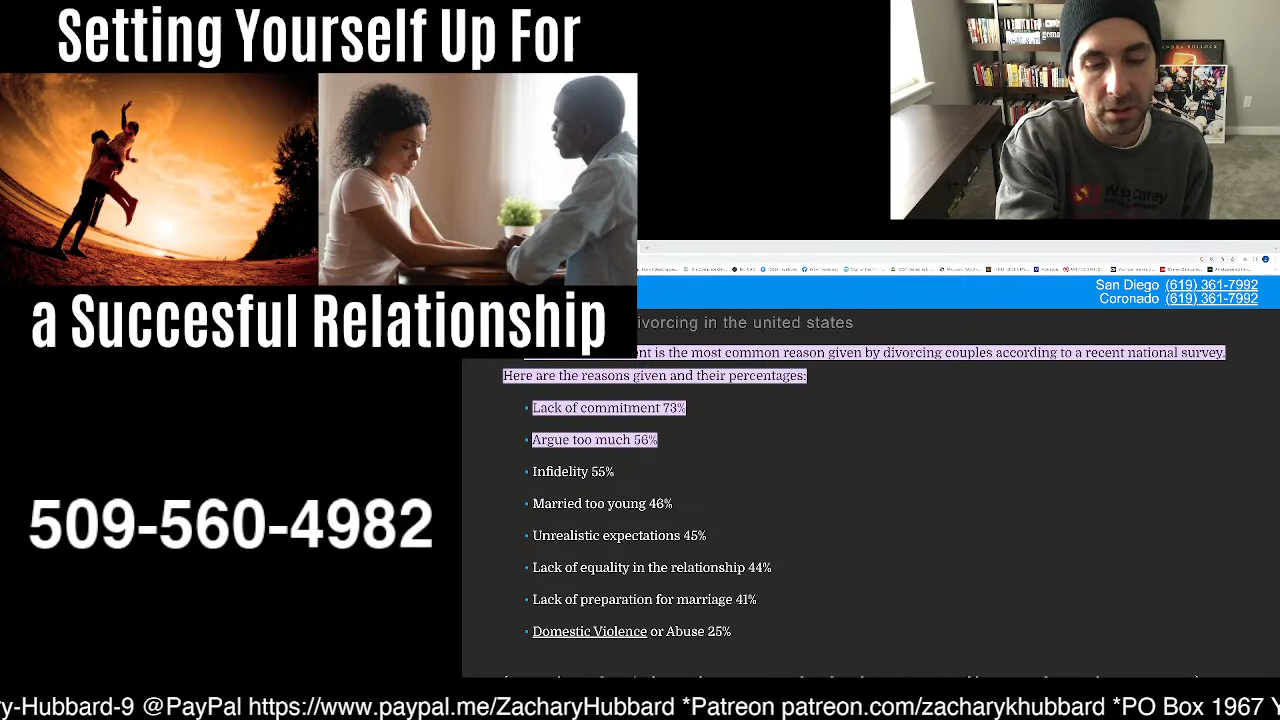 Setting Yourself Up For
a Succesful Relationship
San Diego (619) 361-7992
Coronado (619) 361-7992
ivorcing in the united states
nt is the most common reason given by divorcing couples according to a recent national survey.
Here are the reasons given and their percentages:
• Lack of commitment 73%
• Argue too much 56%
• Infidelity 55%
• Married too young 46%
• Unrealistic expectations 45%
• Lack of equality in the relationship 44%
• Lack of preparation for marriage 41%
• Domestic Violence or Abuse 25%
509-560-4982
W.P. Carey
ry-Hubbard-9 @PayPal https://www.paypal.me/ZacharyHubbard *Patreon patreon.com/zacharykhubbard *PO Box 1967 Y